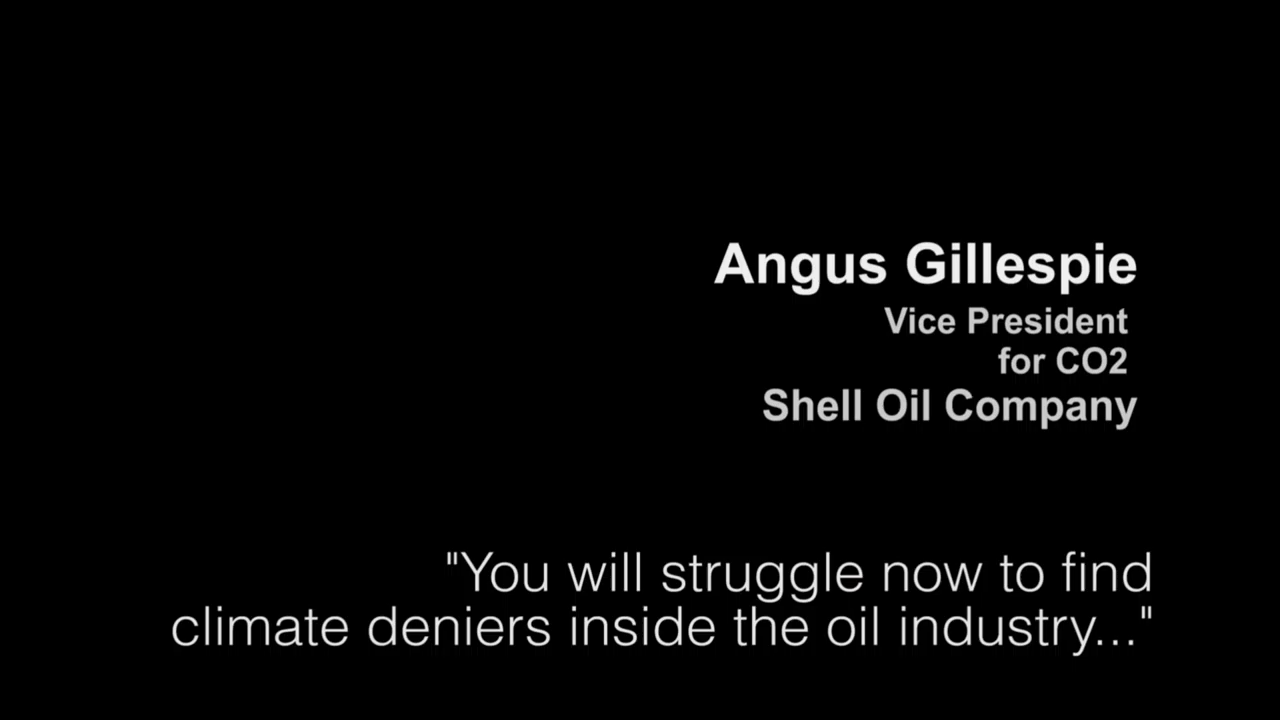 Angus Gillespie
Vice President
for CO2
Shell Oil Company
"You will struggle now to find
climate deniers inside the oil industry..."